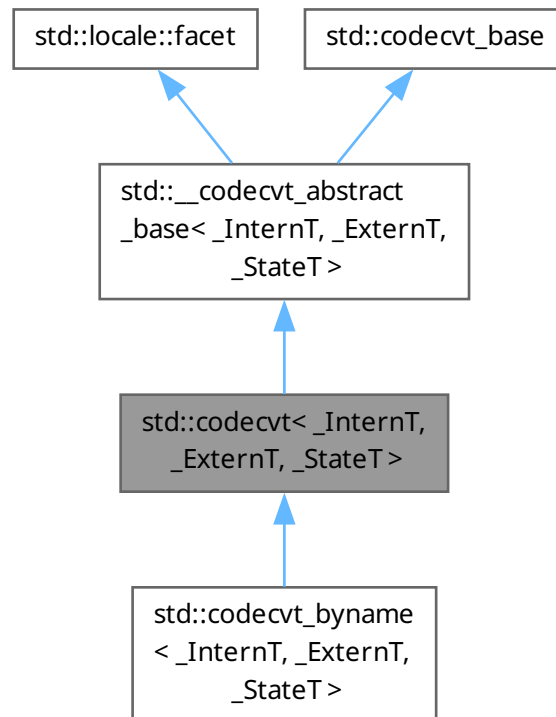 std::locale::facet
std::codecvt_base
std::__codecvt_abstract
_base< _InternT, _ExternT,
_StateT >
std::codecvt< _InternT,
_ExternT, _StateT >
std::codecvt_byname
< _InternT, _ExternT,
_StateT >